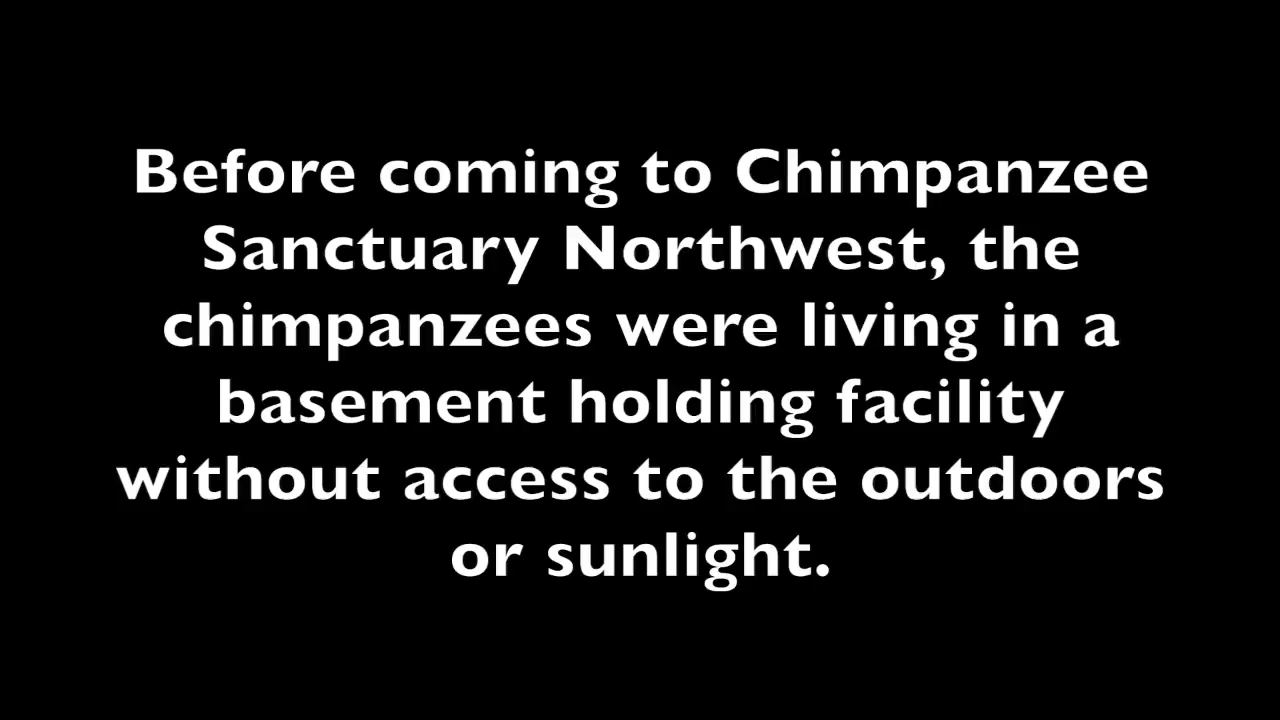 Before coming to Chimpanzee
Sanctuary Northwest, the
chimpanzees were living in a
basement holding facility
without access to the outdoors
or sunlight.